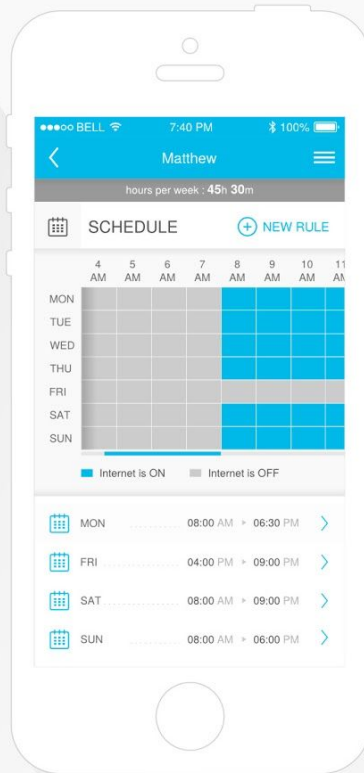 BELL 7:40 PM 100%
Matthew
hours per week : 45h 30m
SCHEDULE + NEW RULE
4 5 6 7 8 9 10 11
AM AM AM AM AM AM AM
MON
TUE
WED
THU
FRI
SAT
SUN
Internet is ON Internet is OFF
MON 08:00 AM 06:30 PM
FRI 04:00 PM 09:00 PM
SAT 08:00 AM 09:00 PM
SUN 08:00 AM 06:00 PM